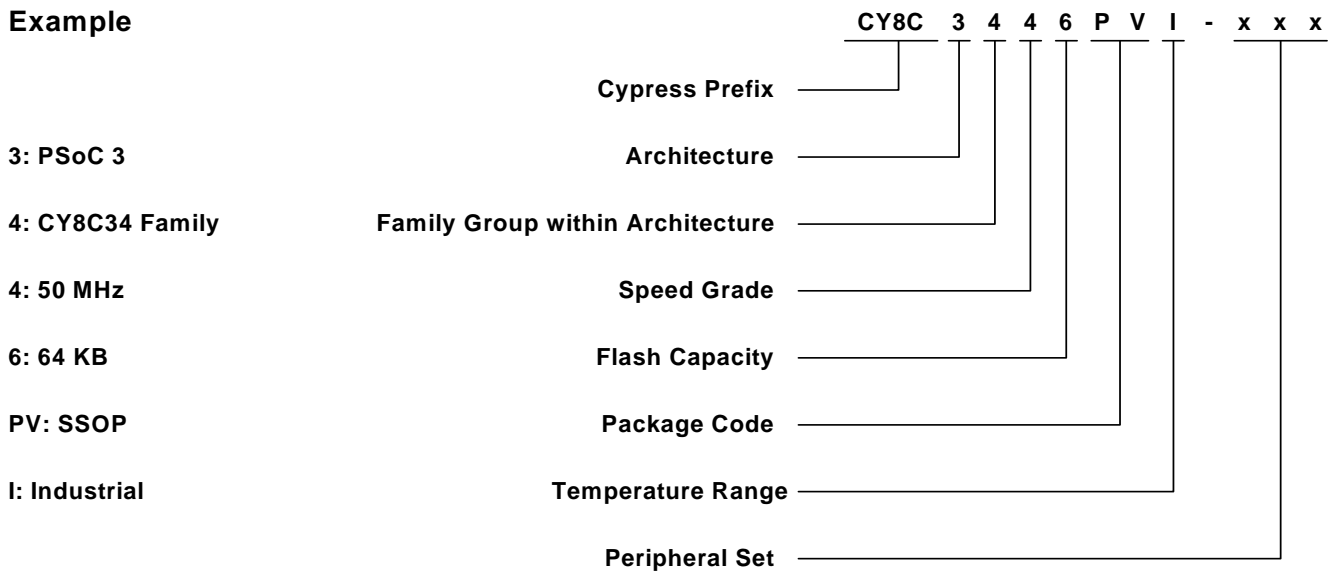 Example CY8C 3 4 4 6 P V I - x x x
Cypress Prefix
3: PSoC 3 Architecture
4: CY8C34 Family Family Group within Architecture
4: 50 MHz Speed Grade
6: 64 KB Flash Capacity
PV: SSOP Package Code
I: Industrial Temperature Range
Peripheral Set